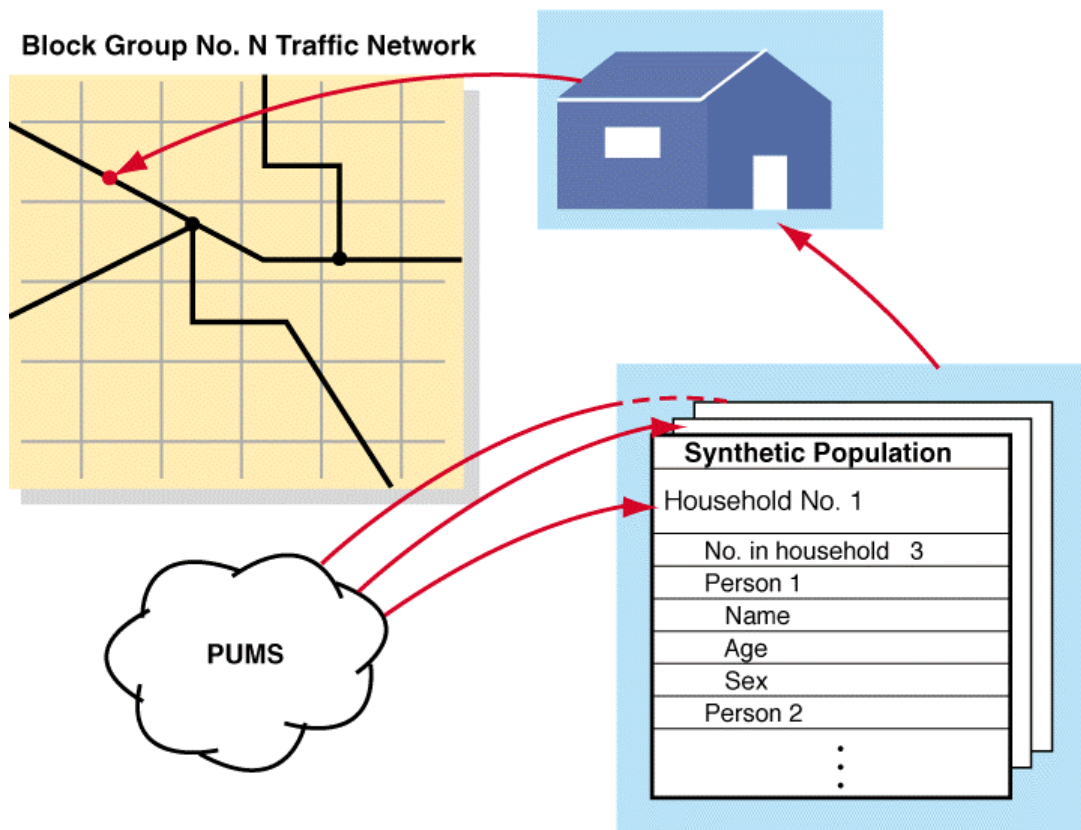 Block Group No. N Traffic Network
PUMS
Synthetic Population
Household No. 1
No. in household 3
Person 1
Name
Age
Sex
Person 2